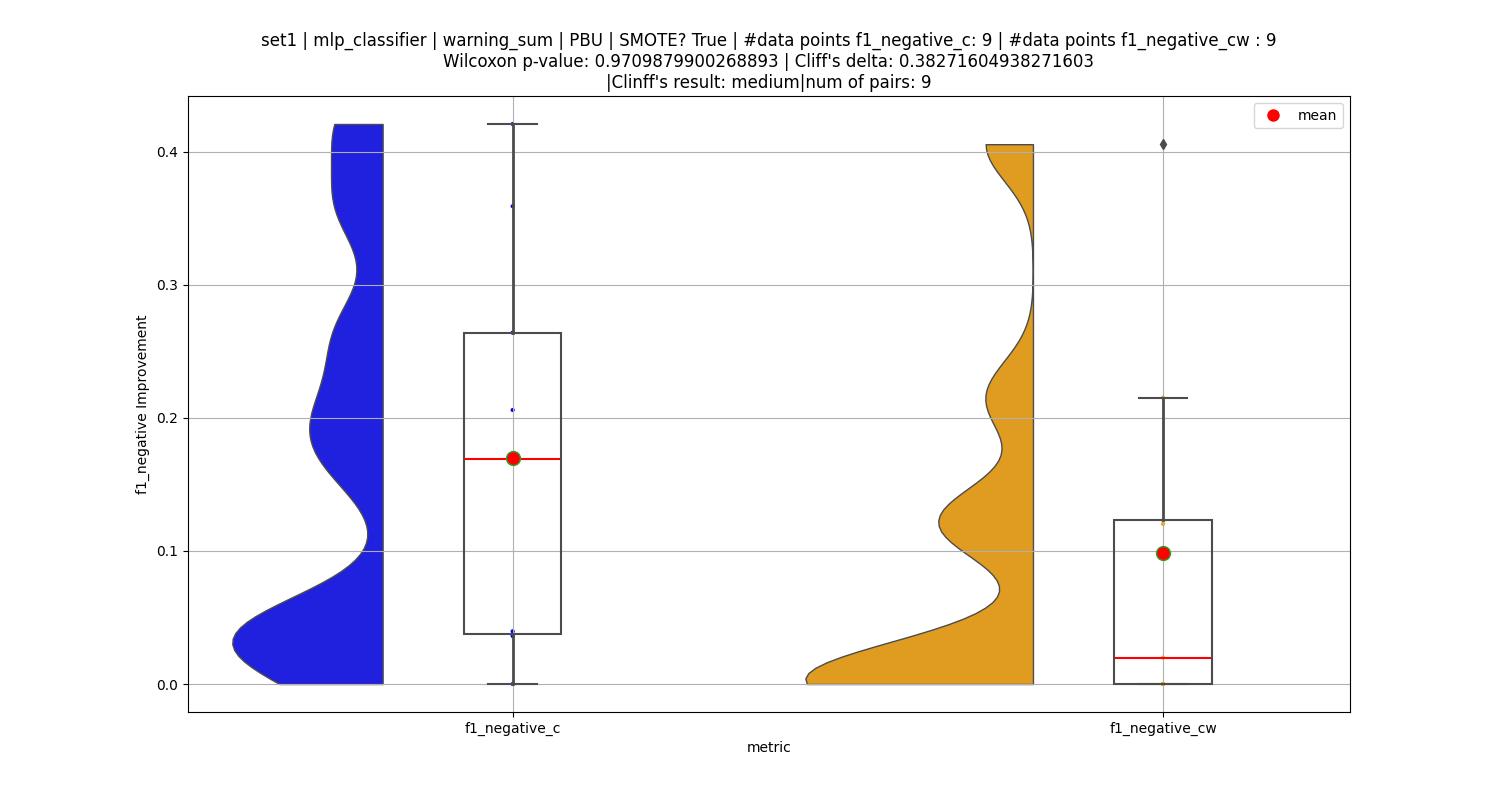 set1 | mlp_classifier | warning_sum | PBU | SMOTE? True | #data points f1_negative_c: 9 | #data points f1_negative_cw : 9
Wilcoxon p-value: 0.9709879900268893 | Cliff's delta: 0.38271604938271603
|Clinff's result: medium|num of pairs: 9
mean
0.4
0.3
0.2
0.1
0.0
f1_negative Improvement
f1_negative_c
f1_negative_cw
metric